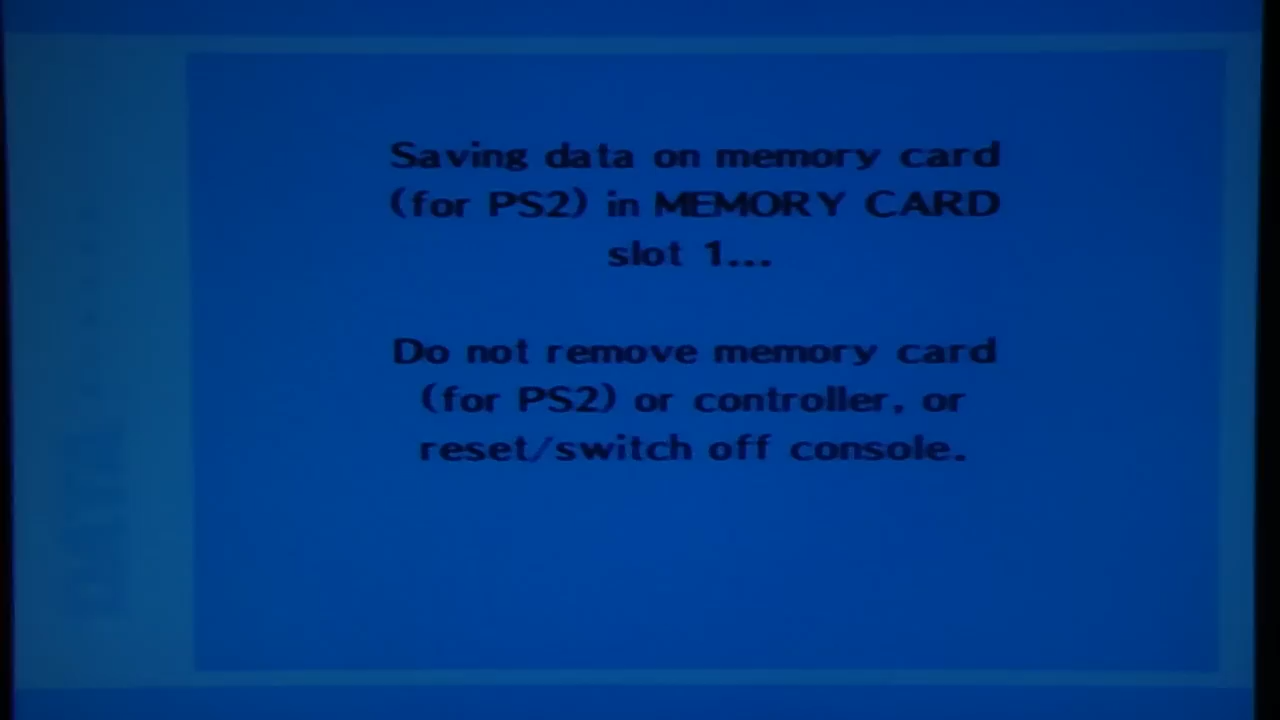 Saving data on memory card
(for PS2) in MEMORY CARD
slot 1...
Do not remove memory card
(for PS2) or controller, or
reset/switch off console.